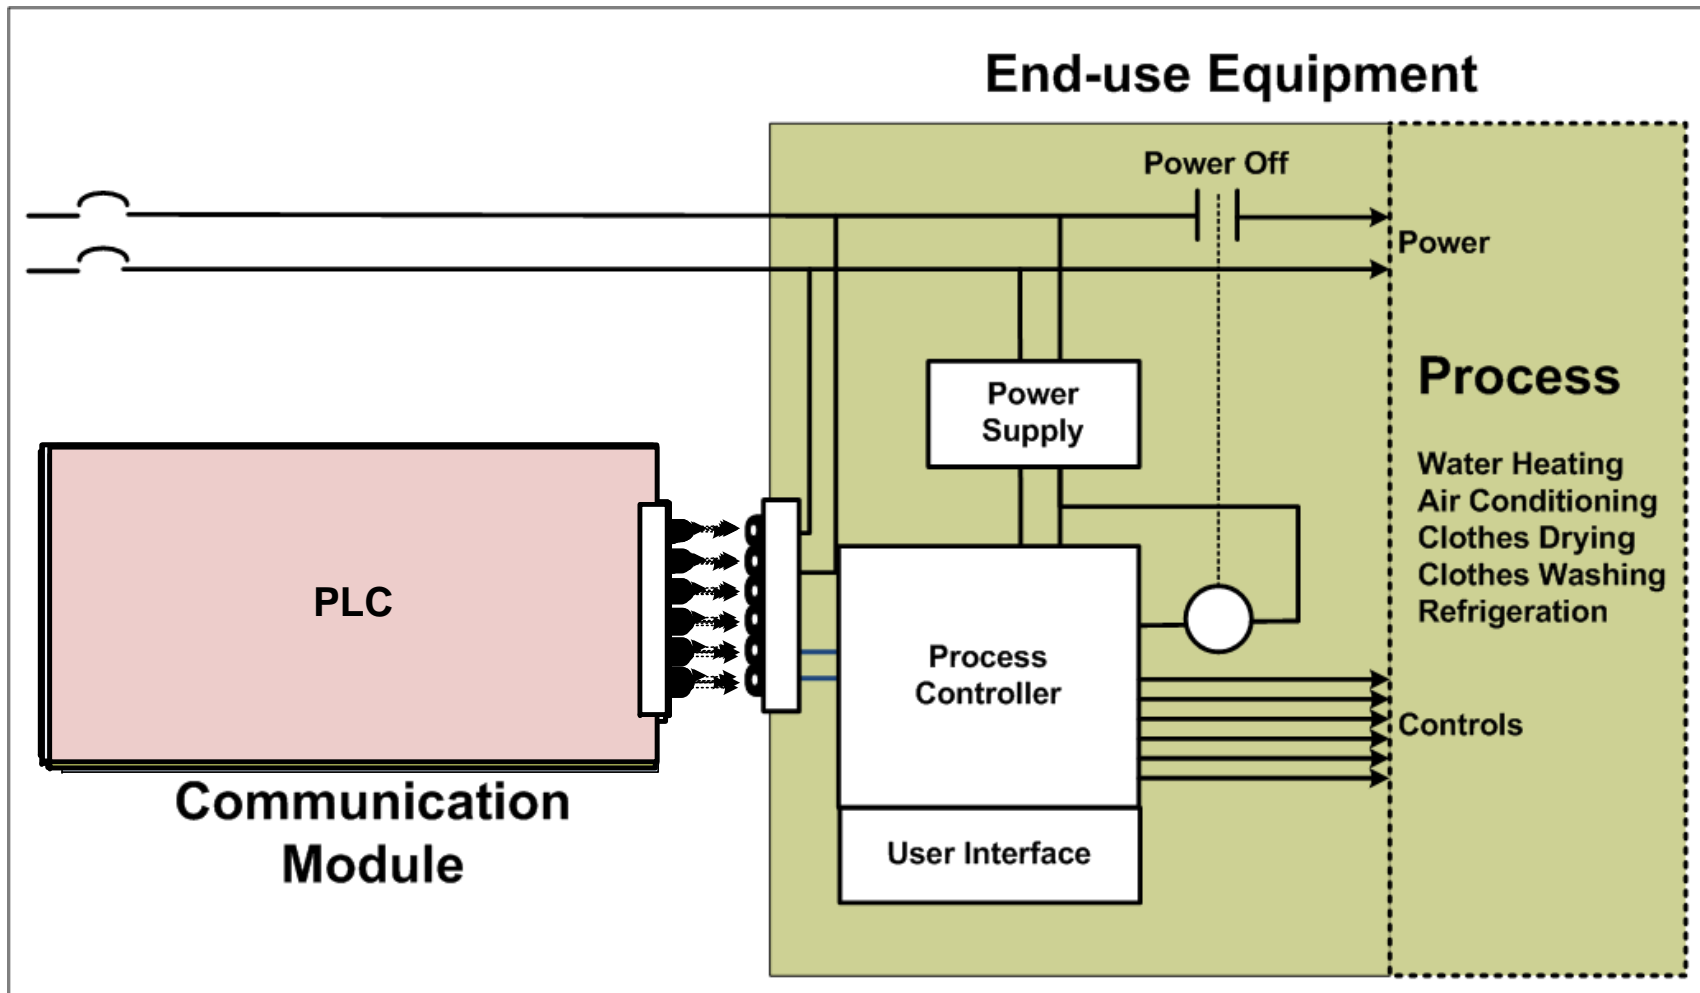 End-use Equipment
Power Off
Power
Power
Supply
Process
Water Heating
Air Conditioning
Clothes Drying
Clothes Washing
Refrigeration
PLC
Process
Controller
Controls
Communication
Module
User Interface